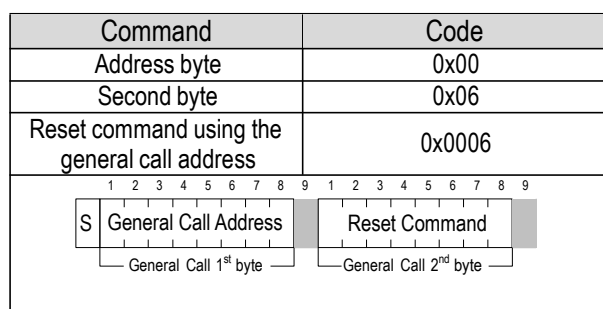 Command Code
Address byte 0x00
Second byte 0x06
Reset command using the
general call address 0x0006
1 2 3 4 5 6 7 8 9 1 2 3 4 5 6 7 8 9
S General Call Address Reset Command
General Call 1st byte General Call 2nd byte